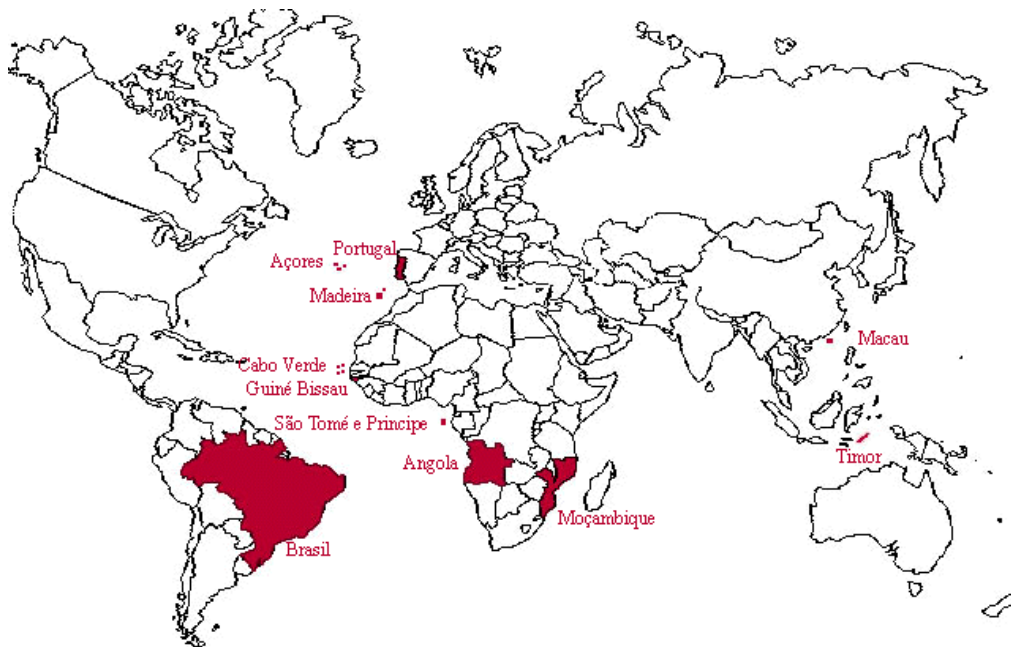 Portugal
Açores
Madeira
Macau
Cabo Verde
Guiné Bissau
São Tomé e Principe
Angola
Timor
Moçambique
Brasil